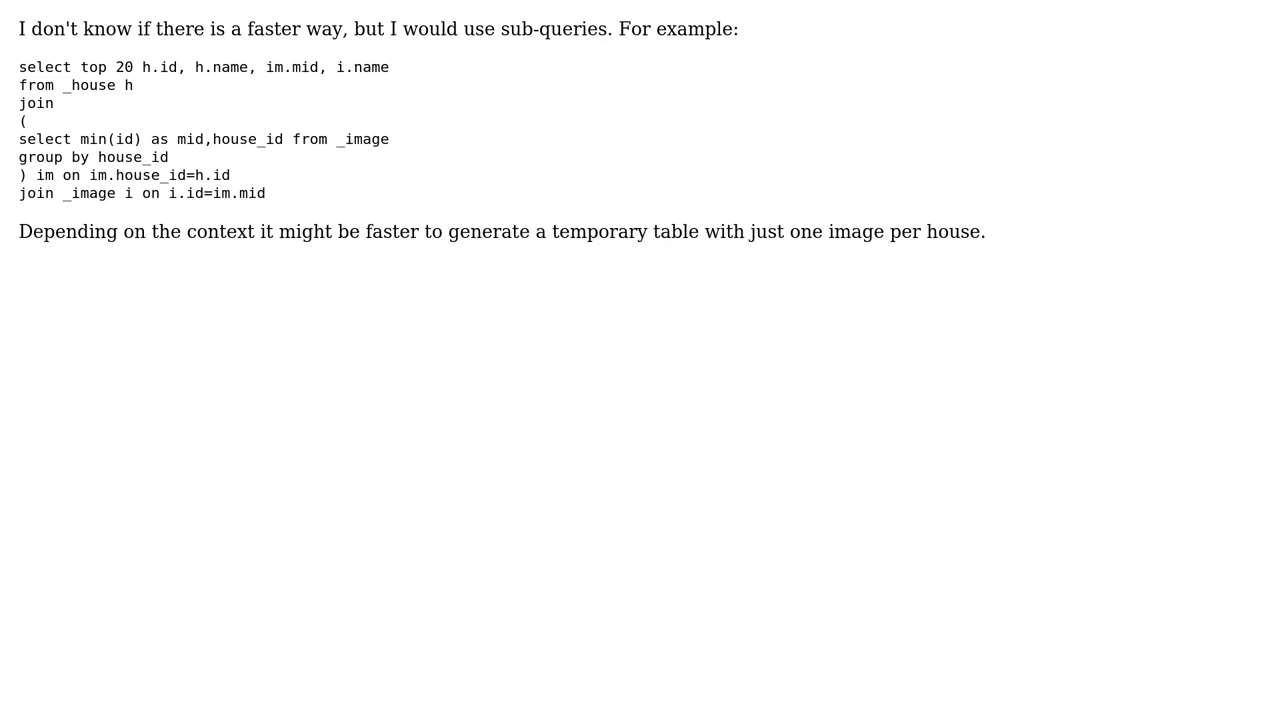 I don't know if there is a faster way, but I would use sub-queries. For example:
select top 20 h.id, h.name, im.mid, i.name
from _house h
join
(
select min(id) as mid,house_id from _image
group by house_id
) im on im.house_id=h.id
join _image i on i.id=im.mid
Depending on the context it might be faster to generate a temporary table with just one image per house.